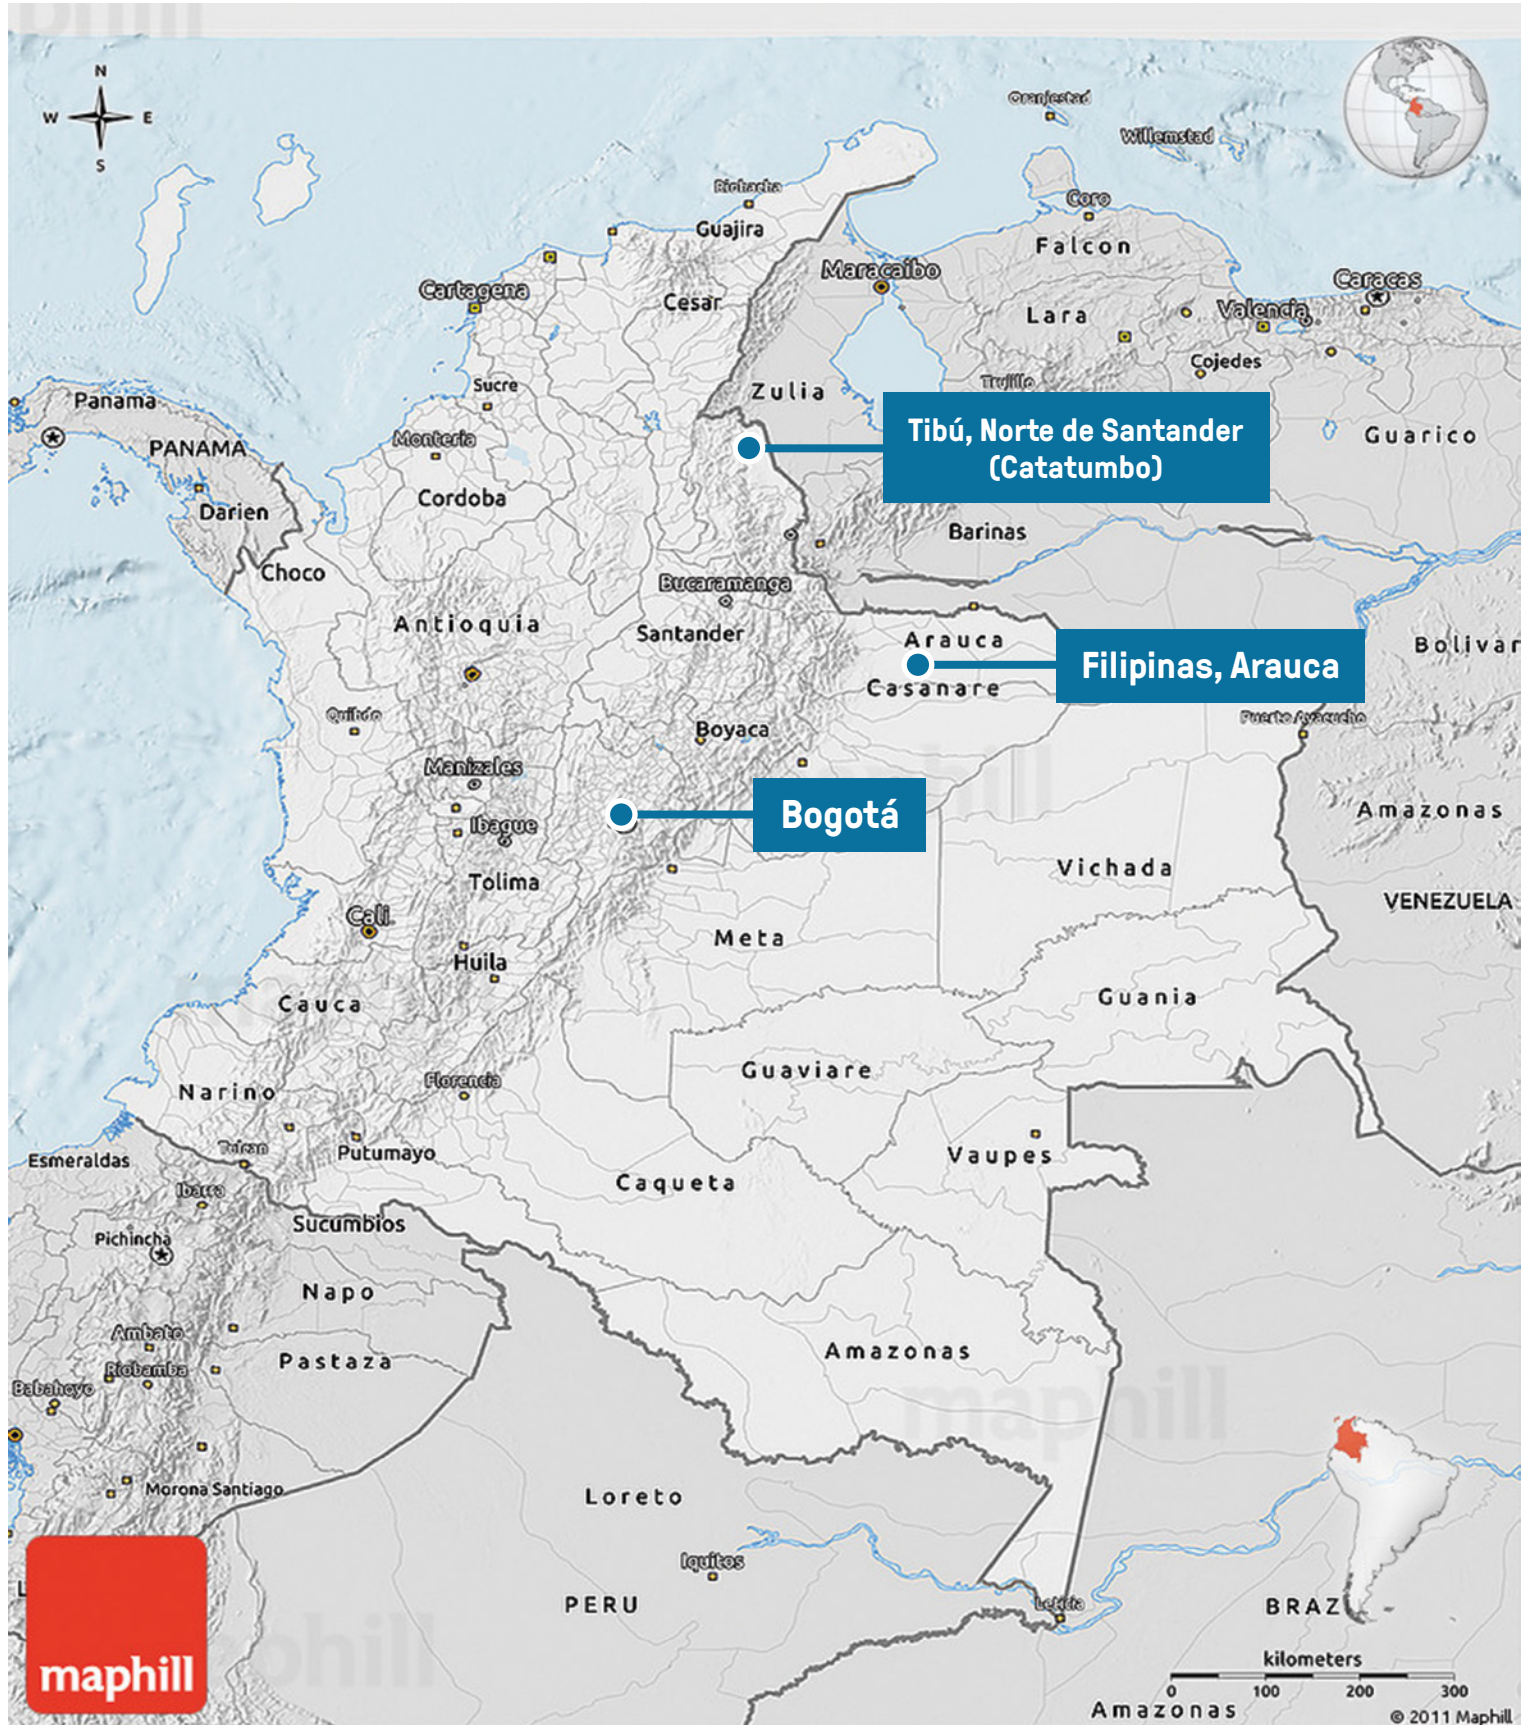 maphill
N
W E
S
Oranjestad
Willemstad
Riohacha
Coro
Guajira
Falcon
Maracaibo
Caracas
Cartagena
Cesar
Lara
Valencia
Cojedes
Sucre
Zulia
Trujillo
Panama
Tibú, Norte de Santander
(Catatumbo)
Guarico
PANAMA
Monteria
Cordoba
Darien
Barinas
Choco
Bucaramanga
Antioquia
Santander
Arauca
Bolivar
Filipinas, Arauca
Casanare
Quibdo
Puerto Ayacucho
Boyaca
Manizales
hill
Bogotá
Amazonas
Ibague
Vichada
Tolima
VENEZUELA
Cali
Meta
Huila
Cauca
Guania
Guaviare
Florencia
Narino
Tulcan
Putumayo
Vaupes
Esmeraldas
Caqueta
Ibarra
Sucumbios
Pichincha
Napo
Ambato
Amazonas
Pastaza
Riobamba
Babahoyo
maphill
Morona Santiago
Loreto
Iquitos
L
PERU
Leticia
BRAZ
phill
maphill
kilometers
0 100 200 300
Amazonas
© 2011 Maphill